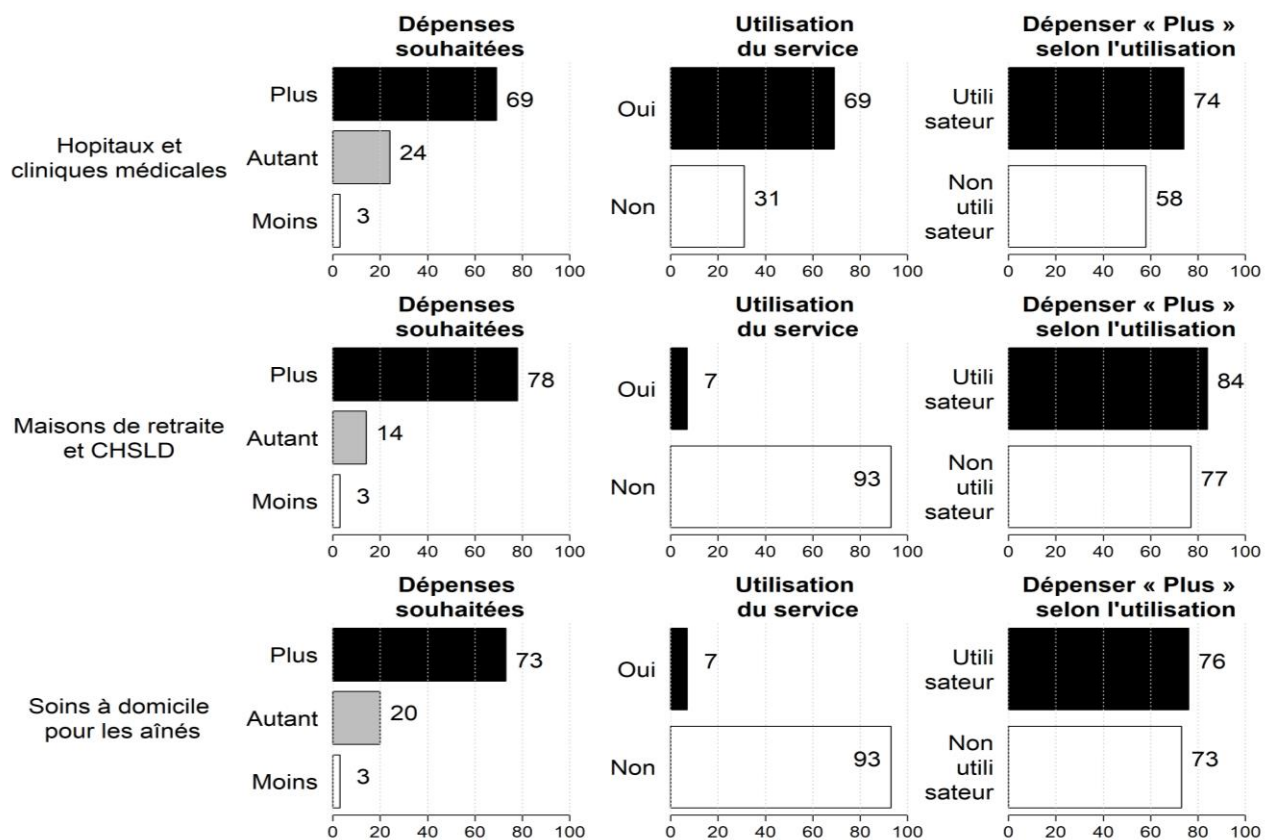 Dépenses
souhaitées
Utilisation
du service
Dépenser « Plus »
selon l'utilisation
Hopitaux et
cliniques médicales
Plus
69
Autant
24
Moins
3
0 20 40 60 80 100
Oui
69
Non
31
0 20 40 60 80 100
Utili
sateur
74
Non
utili
sateur
58
0 20 40 60 80 100
Dépenses
souhaitées
Utilisation
du service
Dépenser « Plus »
selon l'utilisation
Maisons de retraite
et CHSLD
Plus
78
Autant
14
Moins
3
0 20 40 60 80 100
Oui
7
Non
93
0 20 40 60 80 100
Utili
sateur
84
Non
utili
sateur
77
0 20 40 60 80 100
Dépenses
souhaitées
Utilisation
du service
Dépenser « Plus »
selon l'utilisation
Soins à domicile
pour les aînés
Plus
73
Autant
20
Moins
3
0 20 40 60 80 100
Oui
7
Non
93
0 20 40 60 80 100
Utili
sateur
76
Non
utili
sateur
73
0 20 40 60 80 100